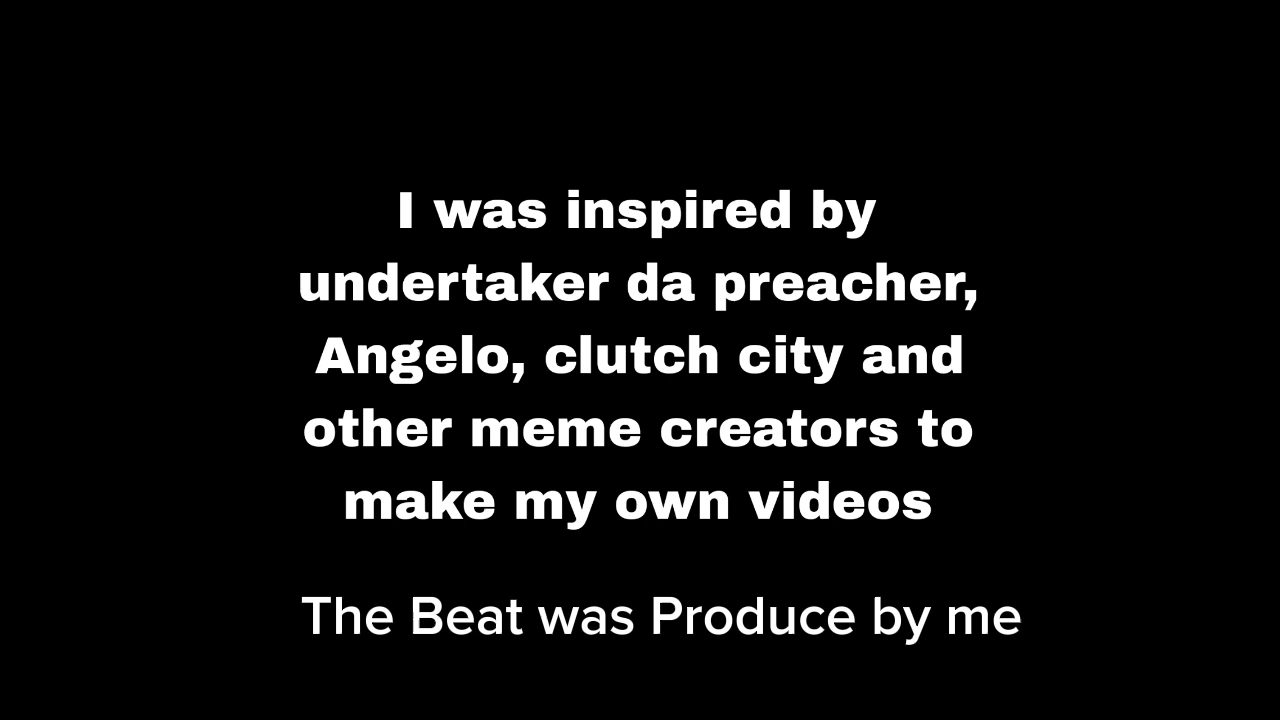 I was inspired by
undertaker da preacher,
Angelo, clutch city and
other meme creators to
make my own videos
The Beat was Produce by me